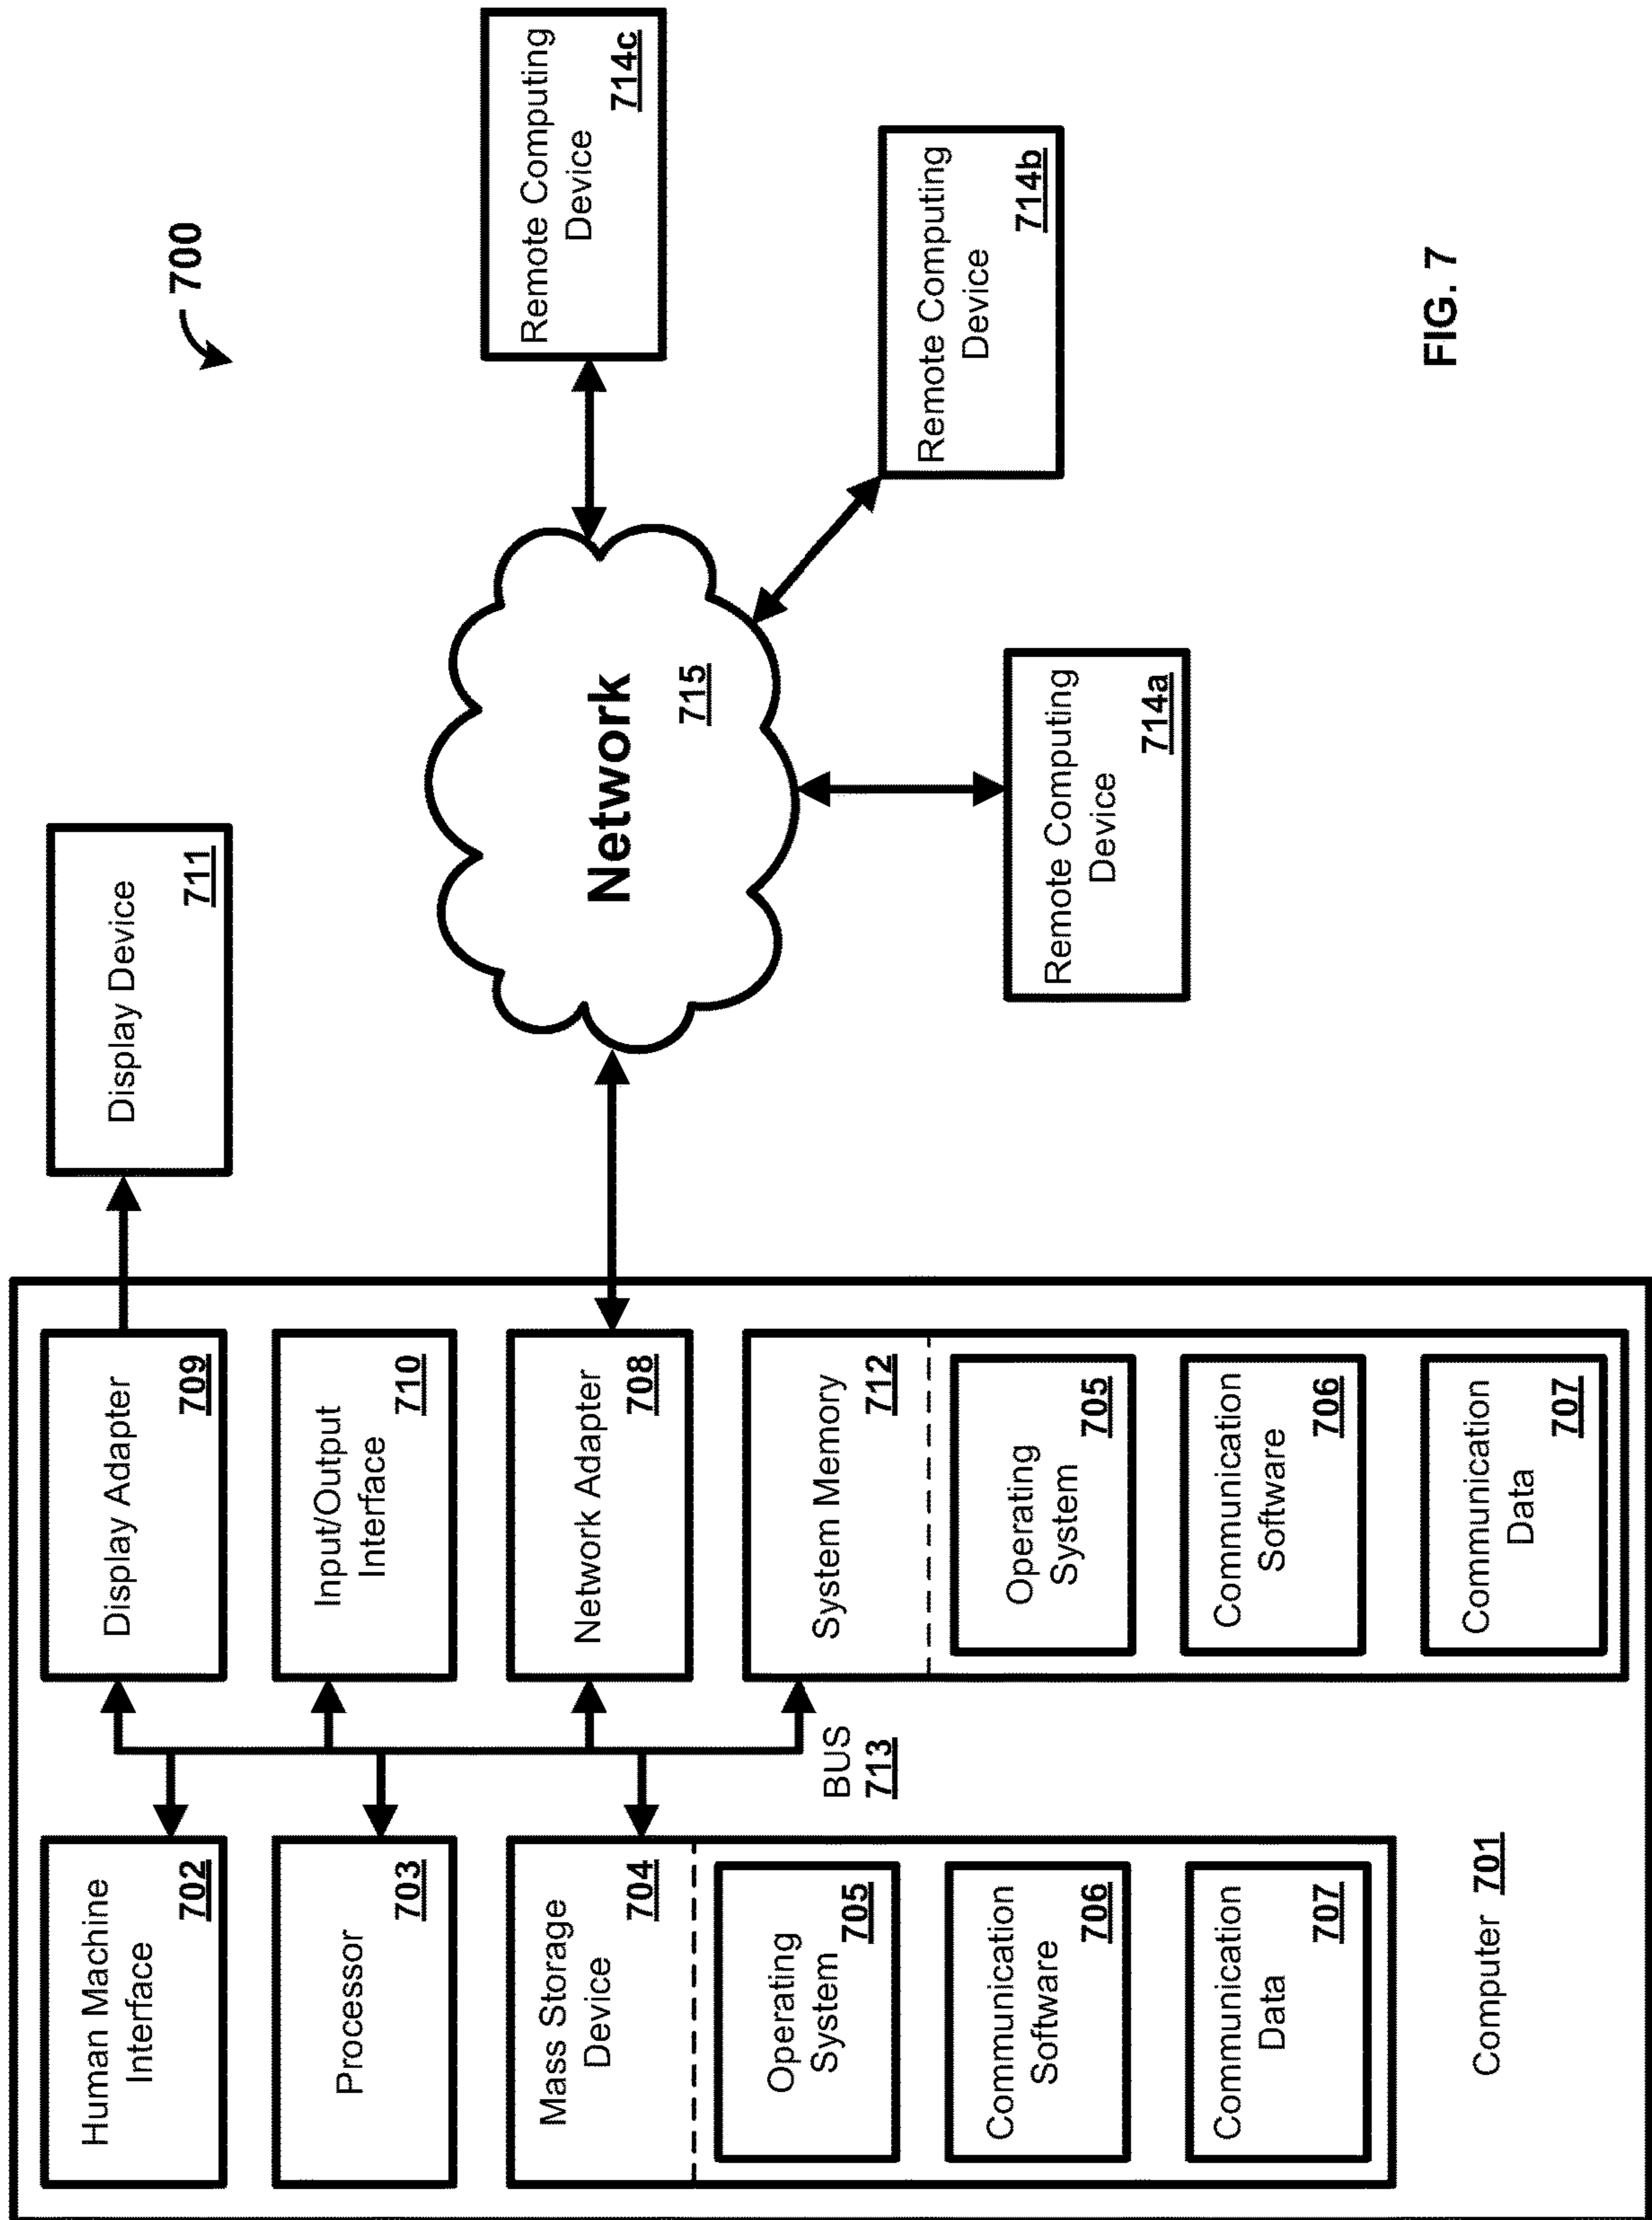 700
Human Machine
Interface
702
Processor
703
Mass Storage
Device
704
Operating
System
705
Communication
Software
706
Communication
Data
707
Computer 701
BUS
713
Display Adapter
709
Input/Output
Interface
710
Network Adapter
708
System Memory
712
Operating
System
705
Communication
Software
706
Communication
Data
707
Display Device
711
Network
715
Remote Computing
Device
714a
Remote Computing
Device
714b
Remote Computing
Device
714c
FIG. 7